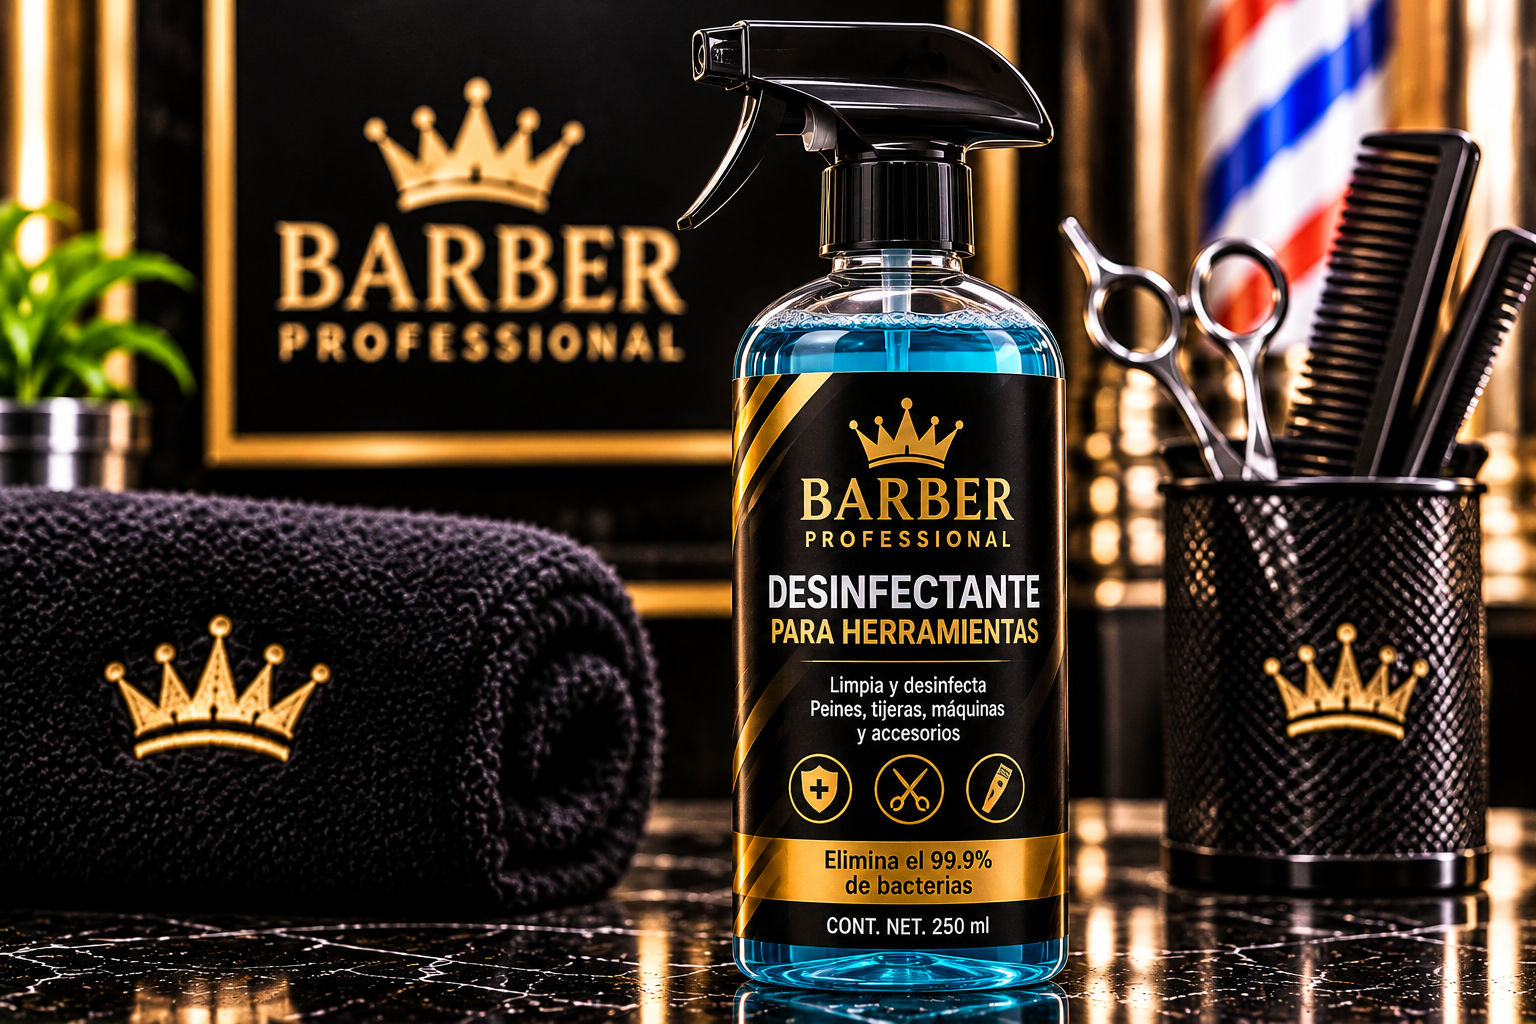 BARBER
PROFESSIONAL
BARBER
PROFESSIONAL
DESINFECTANTE
PARA HERRAMIENTAS
Limpia y desinfecta
Peines, tijeras, máquinas
y accesorios
Elimina el 99.9%
de bacterias
CONT. NET. 250 ml